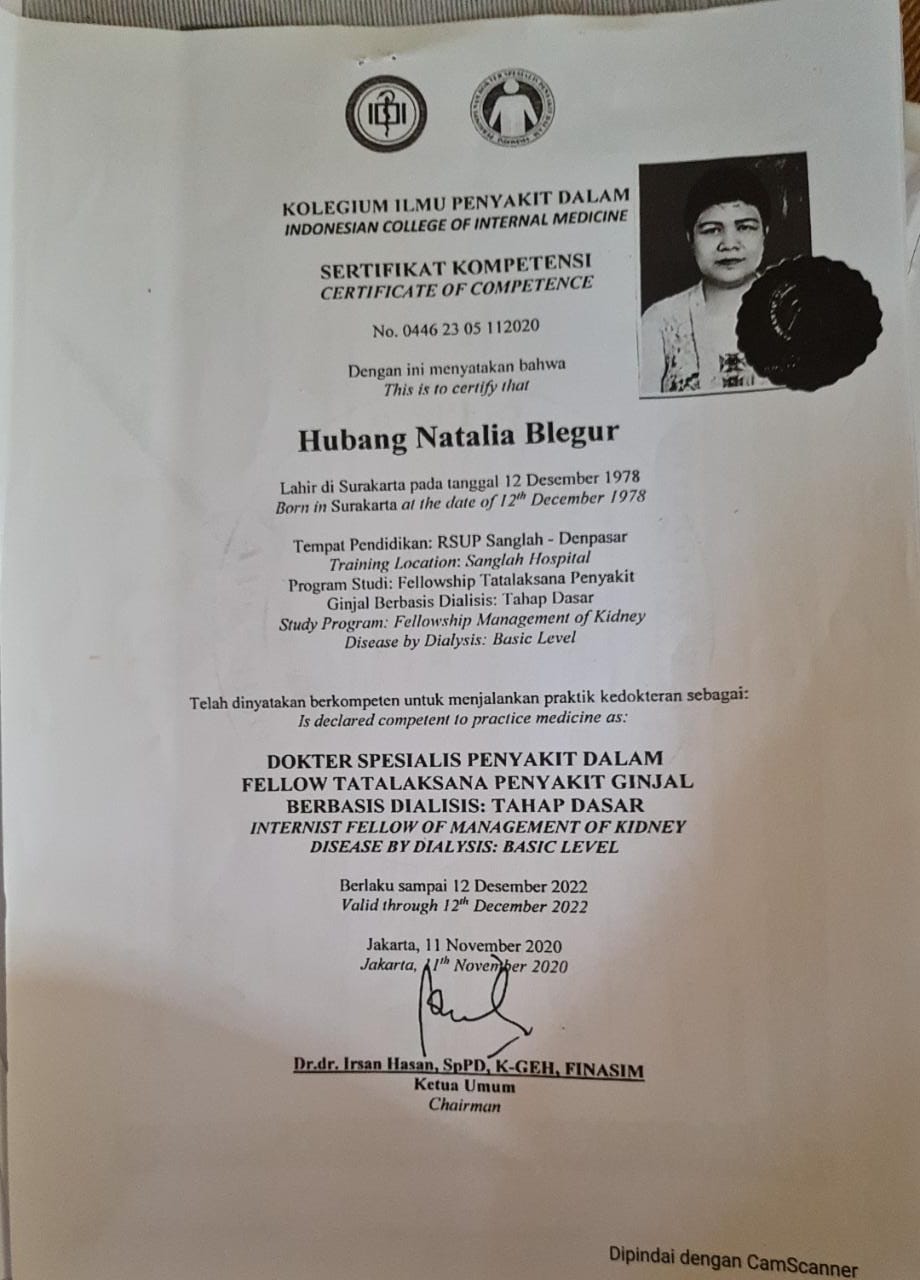 KOLEGIUM ILMU PENYAKIT DALAM
INDONESIAN COLLEGE OF INTERNAL MEDICINE
SERTIFIKAT KOMPETENSI
CERTIFICATE OF COMPETENCE
No. 0446 23 05 112020
Dengan ini menyatakan bahwa
This is to certify that
Hubang Natalia Blegur
Lahir di Surakarta pada tanggal 12 Desember 1978
Born in Surakarta at the date of 12th December 1978
Tempat Pendidikan: RSUP Sanglah - Denpasar
Training Location: Sanglah Hospital
Program Studi: Fellowship Tatalaksana Penyakit
Ginjal Berbasis Dialisis: Tahap Dasar
Study Program: Fellowship Management of Kidney
Disease by Dialysis: Basic Level
Telah dinyatakan berkompeten untuk menjalankan praktik kedokteran sebagai:
Is declared competent to practice medicine as:
DOKTER SPESIALIS PENYAKIT DALAM
FELLOW TATALAKSANA PENYAKIT GINJAL
BERBASIS DIALISIS: TAHAP DASAR
INTERNIST FELLOW OF MANAGEMENT OF KIDNEY
DISEASE BY DIALYSIS: BASIC LEVEL
Berlaku sampai 12 Desember 2022
Valid through 12th December 2022
Jakarta, 11 November 2020
Jakarta, 11th November 2020
Dr.dr. Irsan Hasan, SpPD, K-GEH, FINASIM
Ketua Umum
Chairman
Dipindai dengan CamScanner